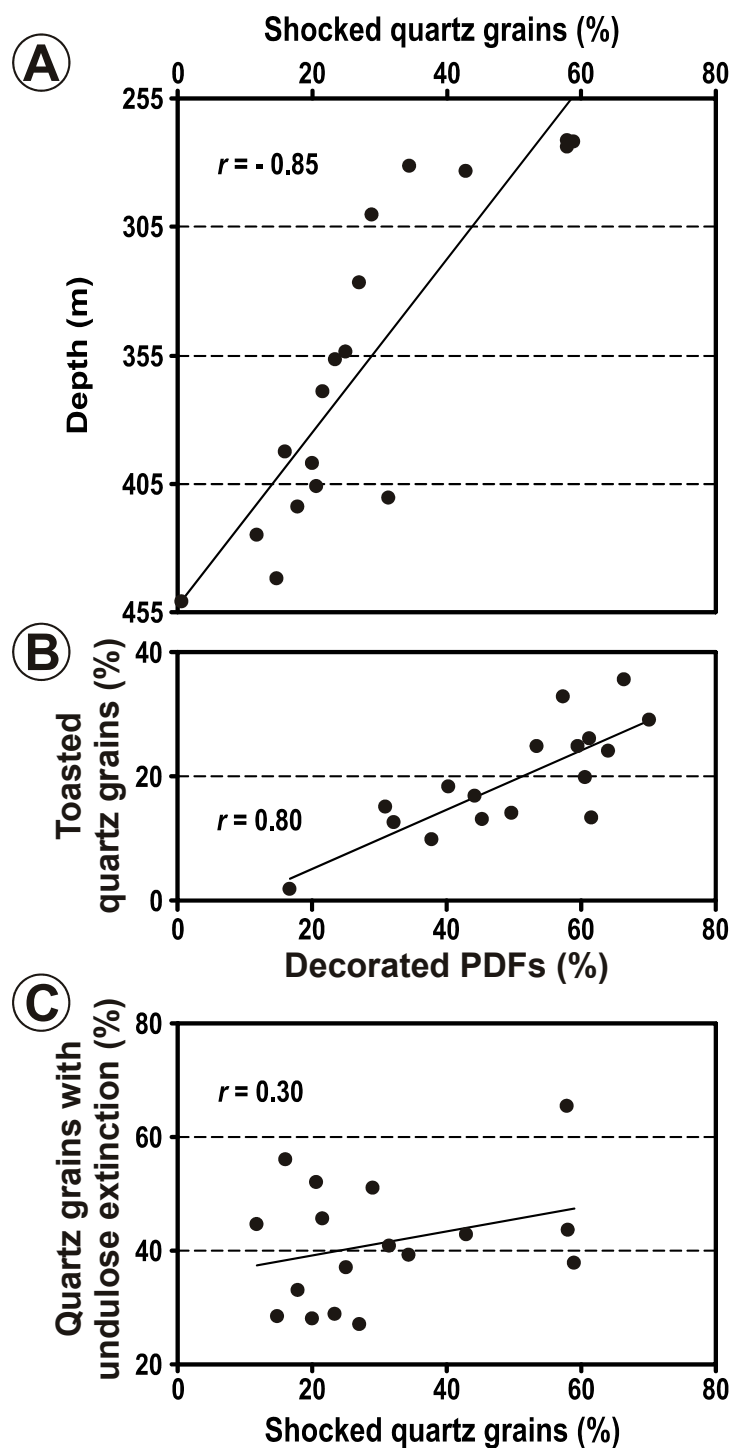 A
Shocked quartz grains (%)
0 20 40 60 80
255
r = - 0.85
305
Depth (m)
355
405
455
B
Toasted
quartz grains (%)
40
20
r = 0.80
0
0 20 40 60 80
Decorated PDFs (%)
C
Quartz grains with
undulose extinction (%)
80
r = 0.30
60
40
20
0 20 40 60 80
Shocked quartz grains (%)